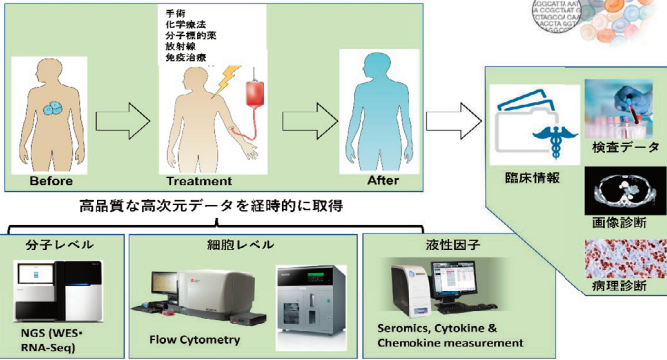 手術
化学療法
分子標的薬
放射線
免疫治療
Before
Treatment
After
高品質な高次元データを経時的に取得
臨床情報
検査データ
画像診断
病理診断
分子レベル
NGS (WES・
RNA-Seq)
細胞レベル
Flow Cytometry
液性因子
Seromics, Cytokine &
Chemokine measurement